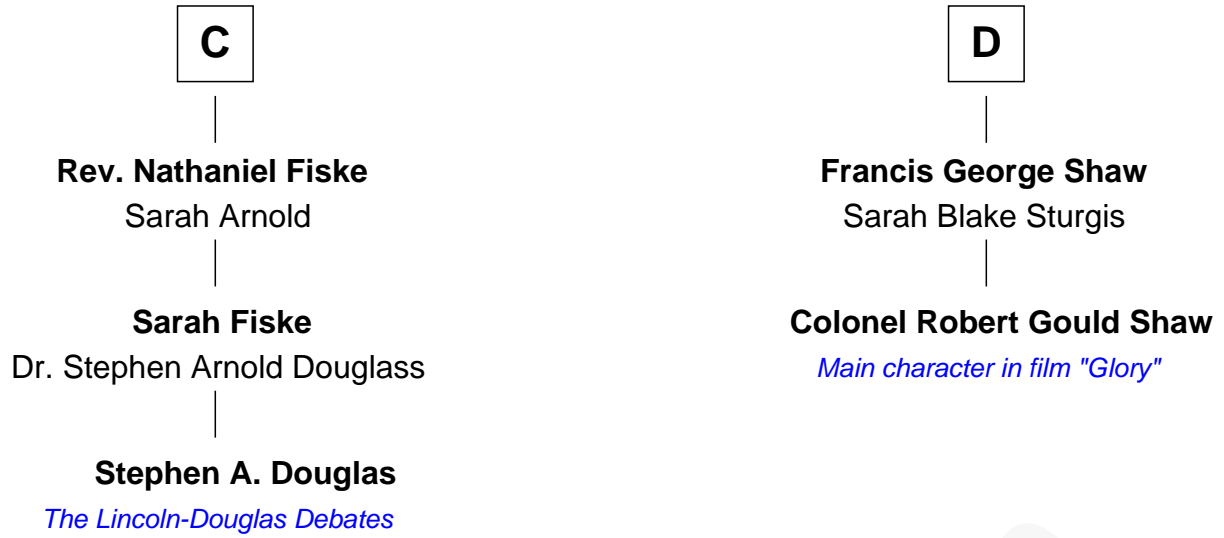 C
Rev. Nathaniel Fiske
Sarah Arnold
Sarah Fiske
Dr. Stephen Arnold Douglass
Stephen A. Douglas
The Lincoln-Douglas Debates
D
Francis George Shaw
Sarah Blake Sturgis
Colonel Robert Gould Shaw
Main character in film "Glory"